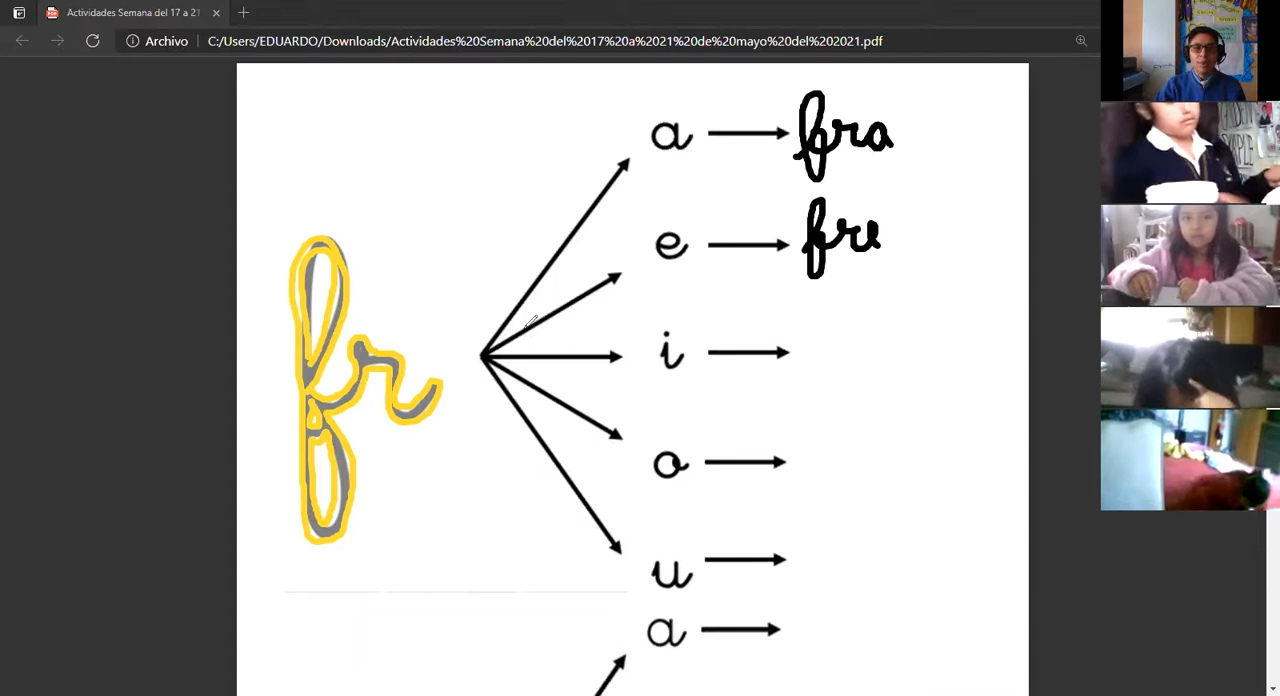 Actividades Semana del 17 a 21
Archivo
C:/Users/EDUARDO/Downloads/Actividades%20Semana%20del%2017%20a%2021%20de%20mayo%20del%202021.pdf
fr
a fra
e fre
i
o
u
a